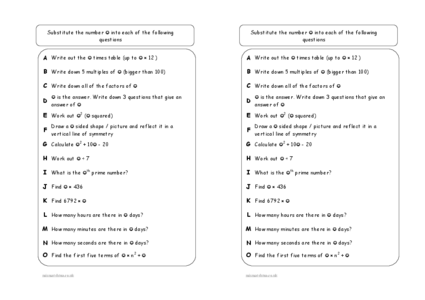 Substitute the number ☺ into each of the following
questions
A Write out the ☺ times table (up to ☺ × 12)
B Write down 5 multiples of ☺ (bigger than 100)
C Write down all of the factors of ☺
D ☺ is the answer. Write down 3 questions that give an
answer of ☺
E Work out ☺² (☺ squared)
F Draw a ☺ sided shape / picture and reflect it in a
vertical line of symmetry
G Calculate ☺² + 10☺ - 20
H Work out ☺ ÷ 7
I What is the ☺th prime number?
J Find ☺ × 436
K Find 6792 × ☺
L How many hours are there in ☺ days?
M How many minutes are there in ☺ days?
N How many seconds are there in ☺ days?
O Find the first five terms of ☺ × n² + ☺
Substitute the number ☺ into each of the following
questions
A Write out the ☺ times table (up to ☺ × 12)
B Write down 5 multiples of ☺ (bigger than 100)
C Write down all of the factors of ☺
D ☺ is the answer. Write down 3 questions that give an
answer of ☺
E Work out ☺² (☺ squared)
F Draw a ☺ sided shape / picture and reflect it in a
vertical line of symmetry
G Calculate ☺² + 10☺ - 20
H Work out ☺ ÷ 7
I What is the ☺th prime number?
J Find ☺ × 436
K Find 6792 × ☺
L How many hours are there in ☺ days?
M How many minutes are there in ☺ days?
N How many seconds are there in ☺ days?
O Find the first five terms of ☺ × n² + ☺